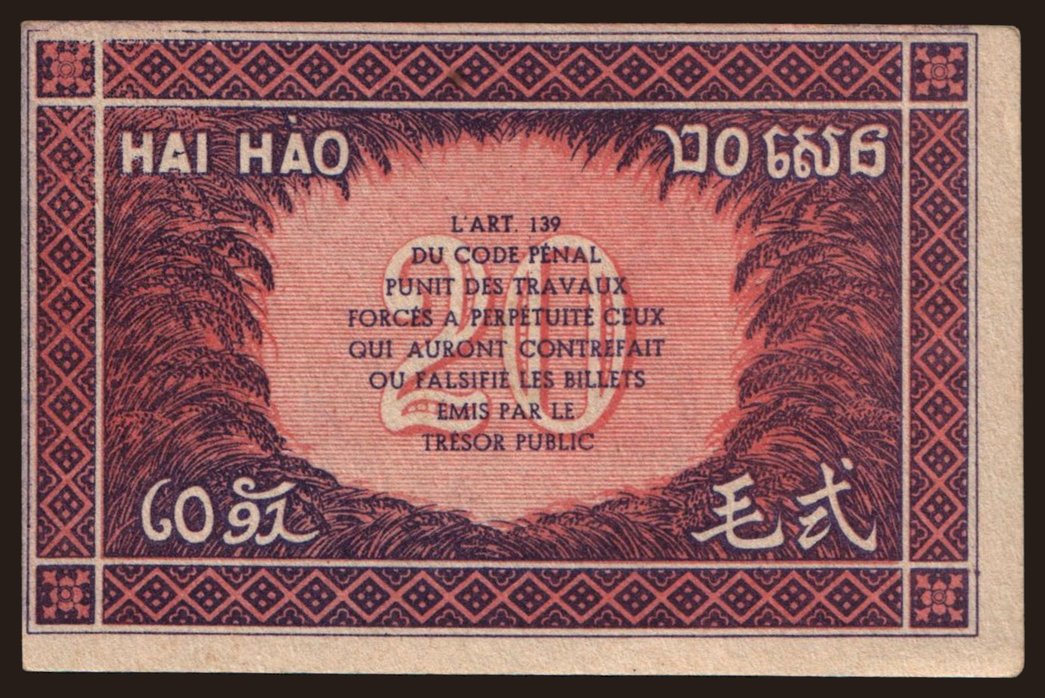 HAI HÀO
២០ សេន
L'ART. 139
DU CODE PÉNAL
PUNIT DES TRAVAUX
FORCÉS A PERPÉTUITÉ CEUX
QUI AURONT CONTREFAIT
OU FALSIFIÉ LES BILLETS
EMIS PAR LE
TRÉSOR PUBLIC
20
毛弍